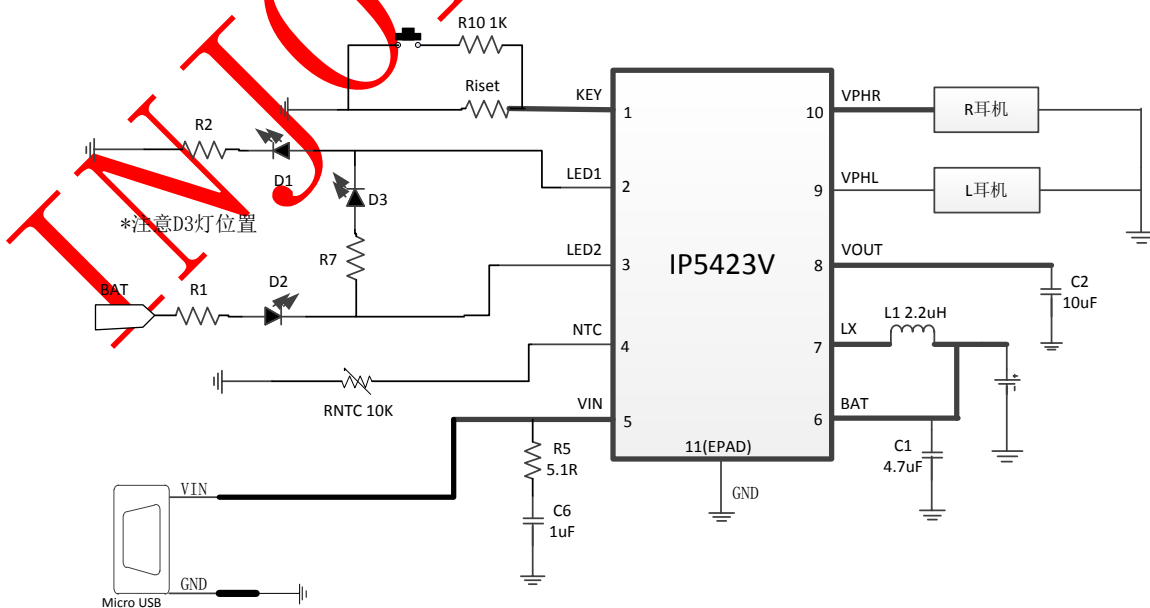 INJO
R10 1K
Riset
KEY
1
10
VPHR
R耳机
R2
D1
LED1
2
9
VPHL
L耳机
D3
*注意D3灯位置
R7
LED2
3
IP5423V
8
VOUT
C2
10uF
BAT
R1
D2
NTC
4
7
LX
L1 2.2uH
RNTC 10K
VIN
5
6
BAT
11(EPAD)
GND
R5
5.1R
C1
4.7uF
C6
1uF
VIN
GND
Micro USB